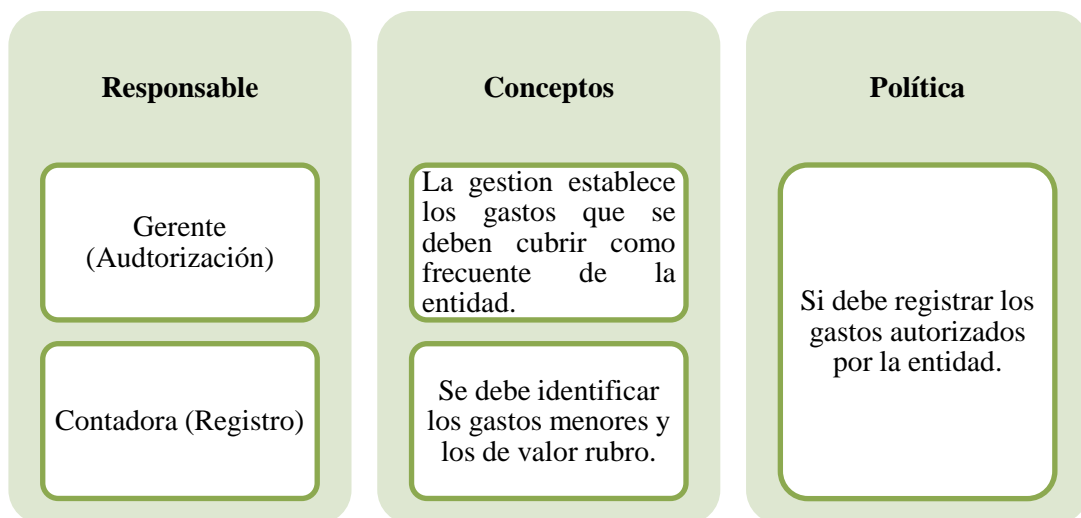 Responsable
Gerente
(Audtorización)
Contadora (Registro)
Conceptos
La gestion establece
los gastos que se
deben cubrir como
frecuente de la
entidad.
Se debe identificar
los gastos menores y
los de valor rubro.
Política
Si debe registrar los
gastos autorizados
por la entidad.